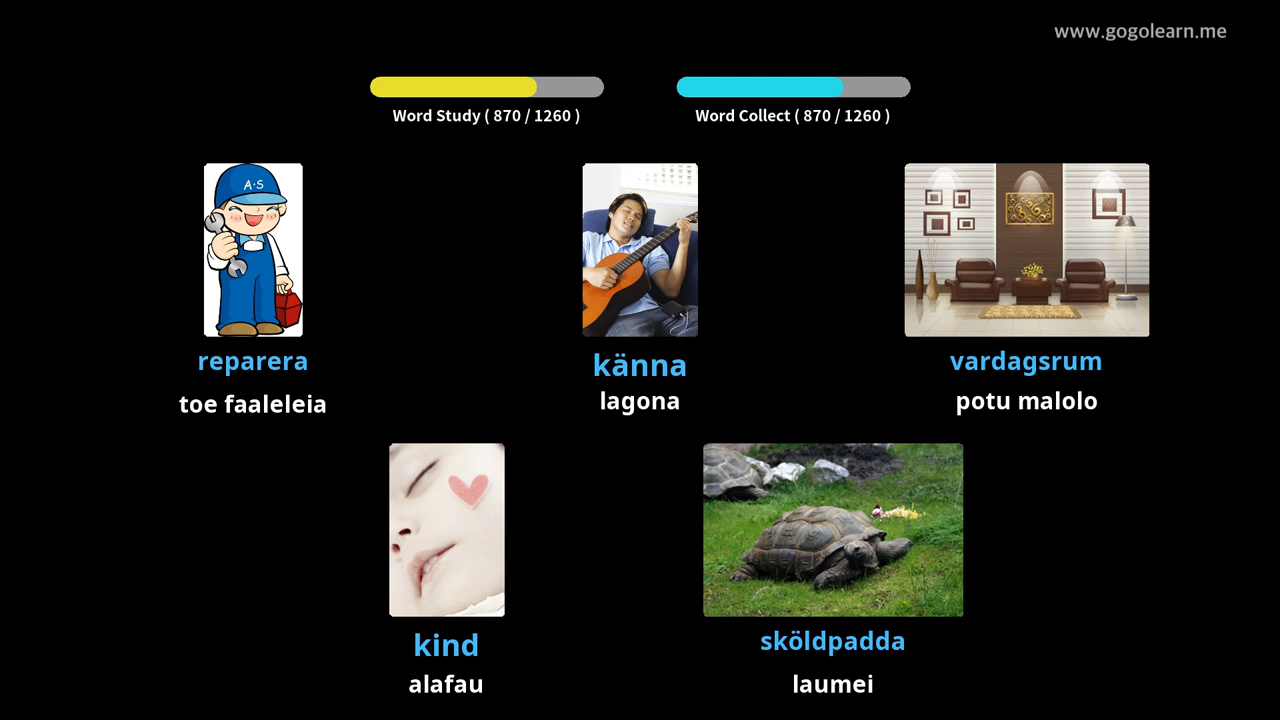 www.gogolearn.me
Word Study ( 870 / 1260 )
Word Collect ( 870 / 1260 )
A·S
reparera
toe faaleleia
känna
lagona
vardagsrum
potu malolo
kind
alafau
sköldpadda
laumei